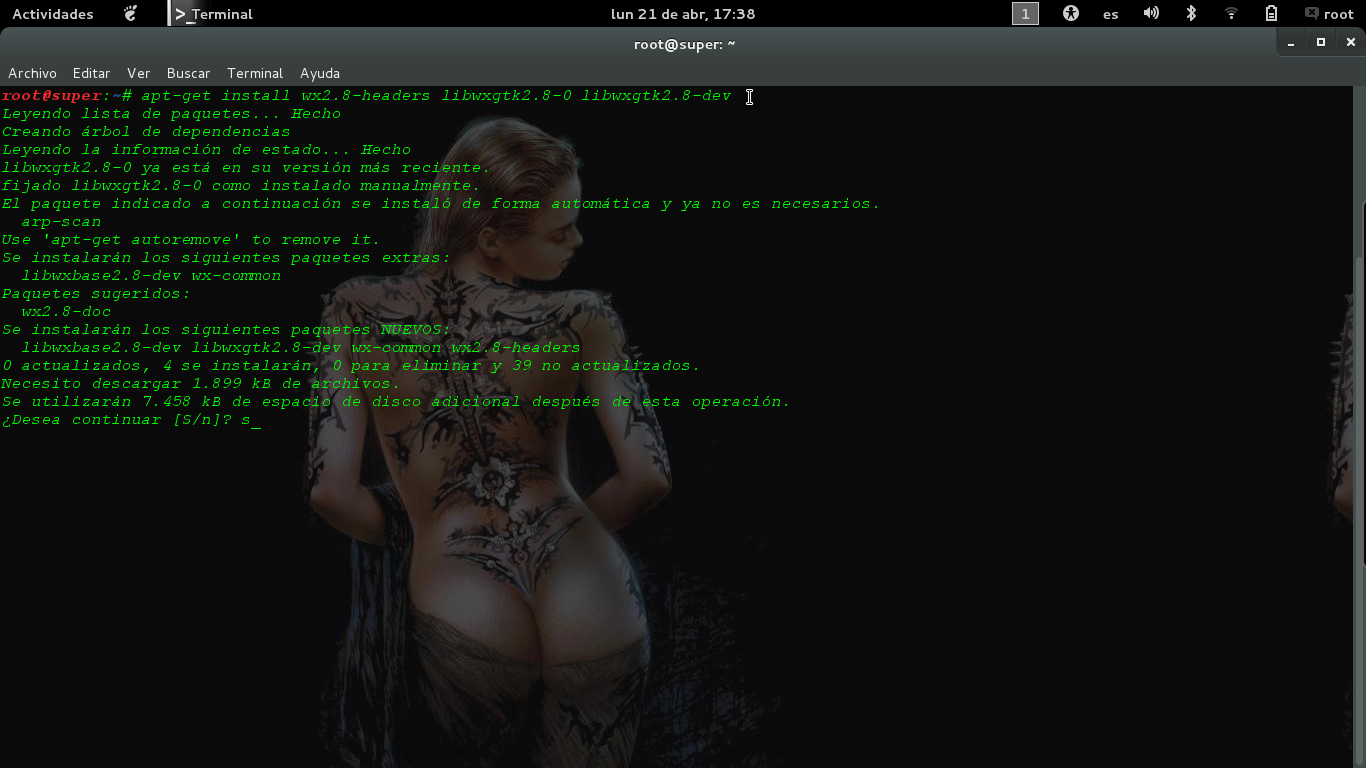 Actividades Terminal lun 21 de abr, 17:38 1 es root
root@super: ~
Archivo Editar Ver Buscar Terminal Ayuda
root@super:~# apt-get install wx2.8-headers libwxgtk2.8-0 libwxgtk2.8-dev
Leyendo lista de paquetes... Hecho
Creando árbol de dependencias
Leyendo la información de estado... Hecho
libwxgtk2.8-0 ya está en su versión más reciente.
fijado libwxgtk2.8-0 como instalado manualmente.
El paquete indicado a continuación se instaló de forma automática y ya no es necesarios.
  arp-scan
Use 'apt-get autoremove' to remove it.
Se instalarán los siguientes paquetes extras:
  libwxbase2.8-dev wx-common
Paquetes sugeridos:
  wx2.8-doc
Se instalarán los siguientes paquetes NUEVOS:
  libwxbase2.8-dev libwxgtk2.8-dev wx-common wx2.8-headers
0 actualizados, 4 se instalarán, 0 para eliminar y 39 no actualizados.
Necesito descargar 1.899 kB de archivos.
Se utilizarán 7.458 kB de espacio de disco adicional después de esta operación.
¿Desea continuar [S/n]? s_